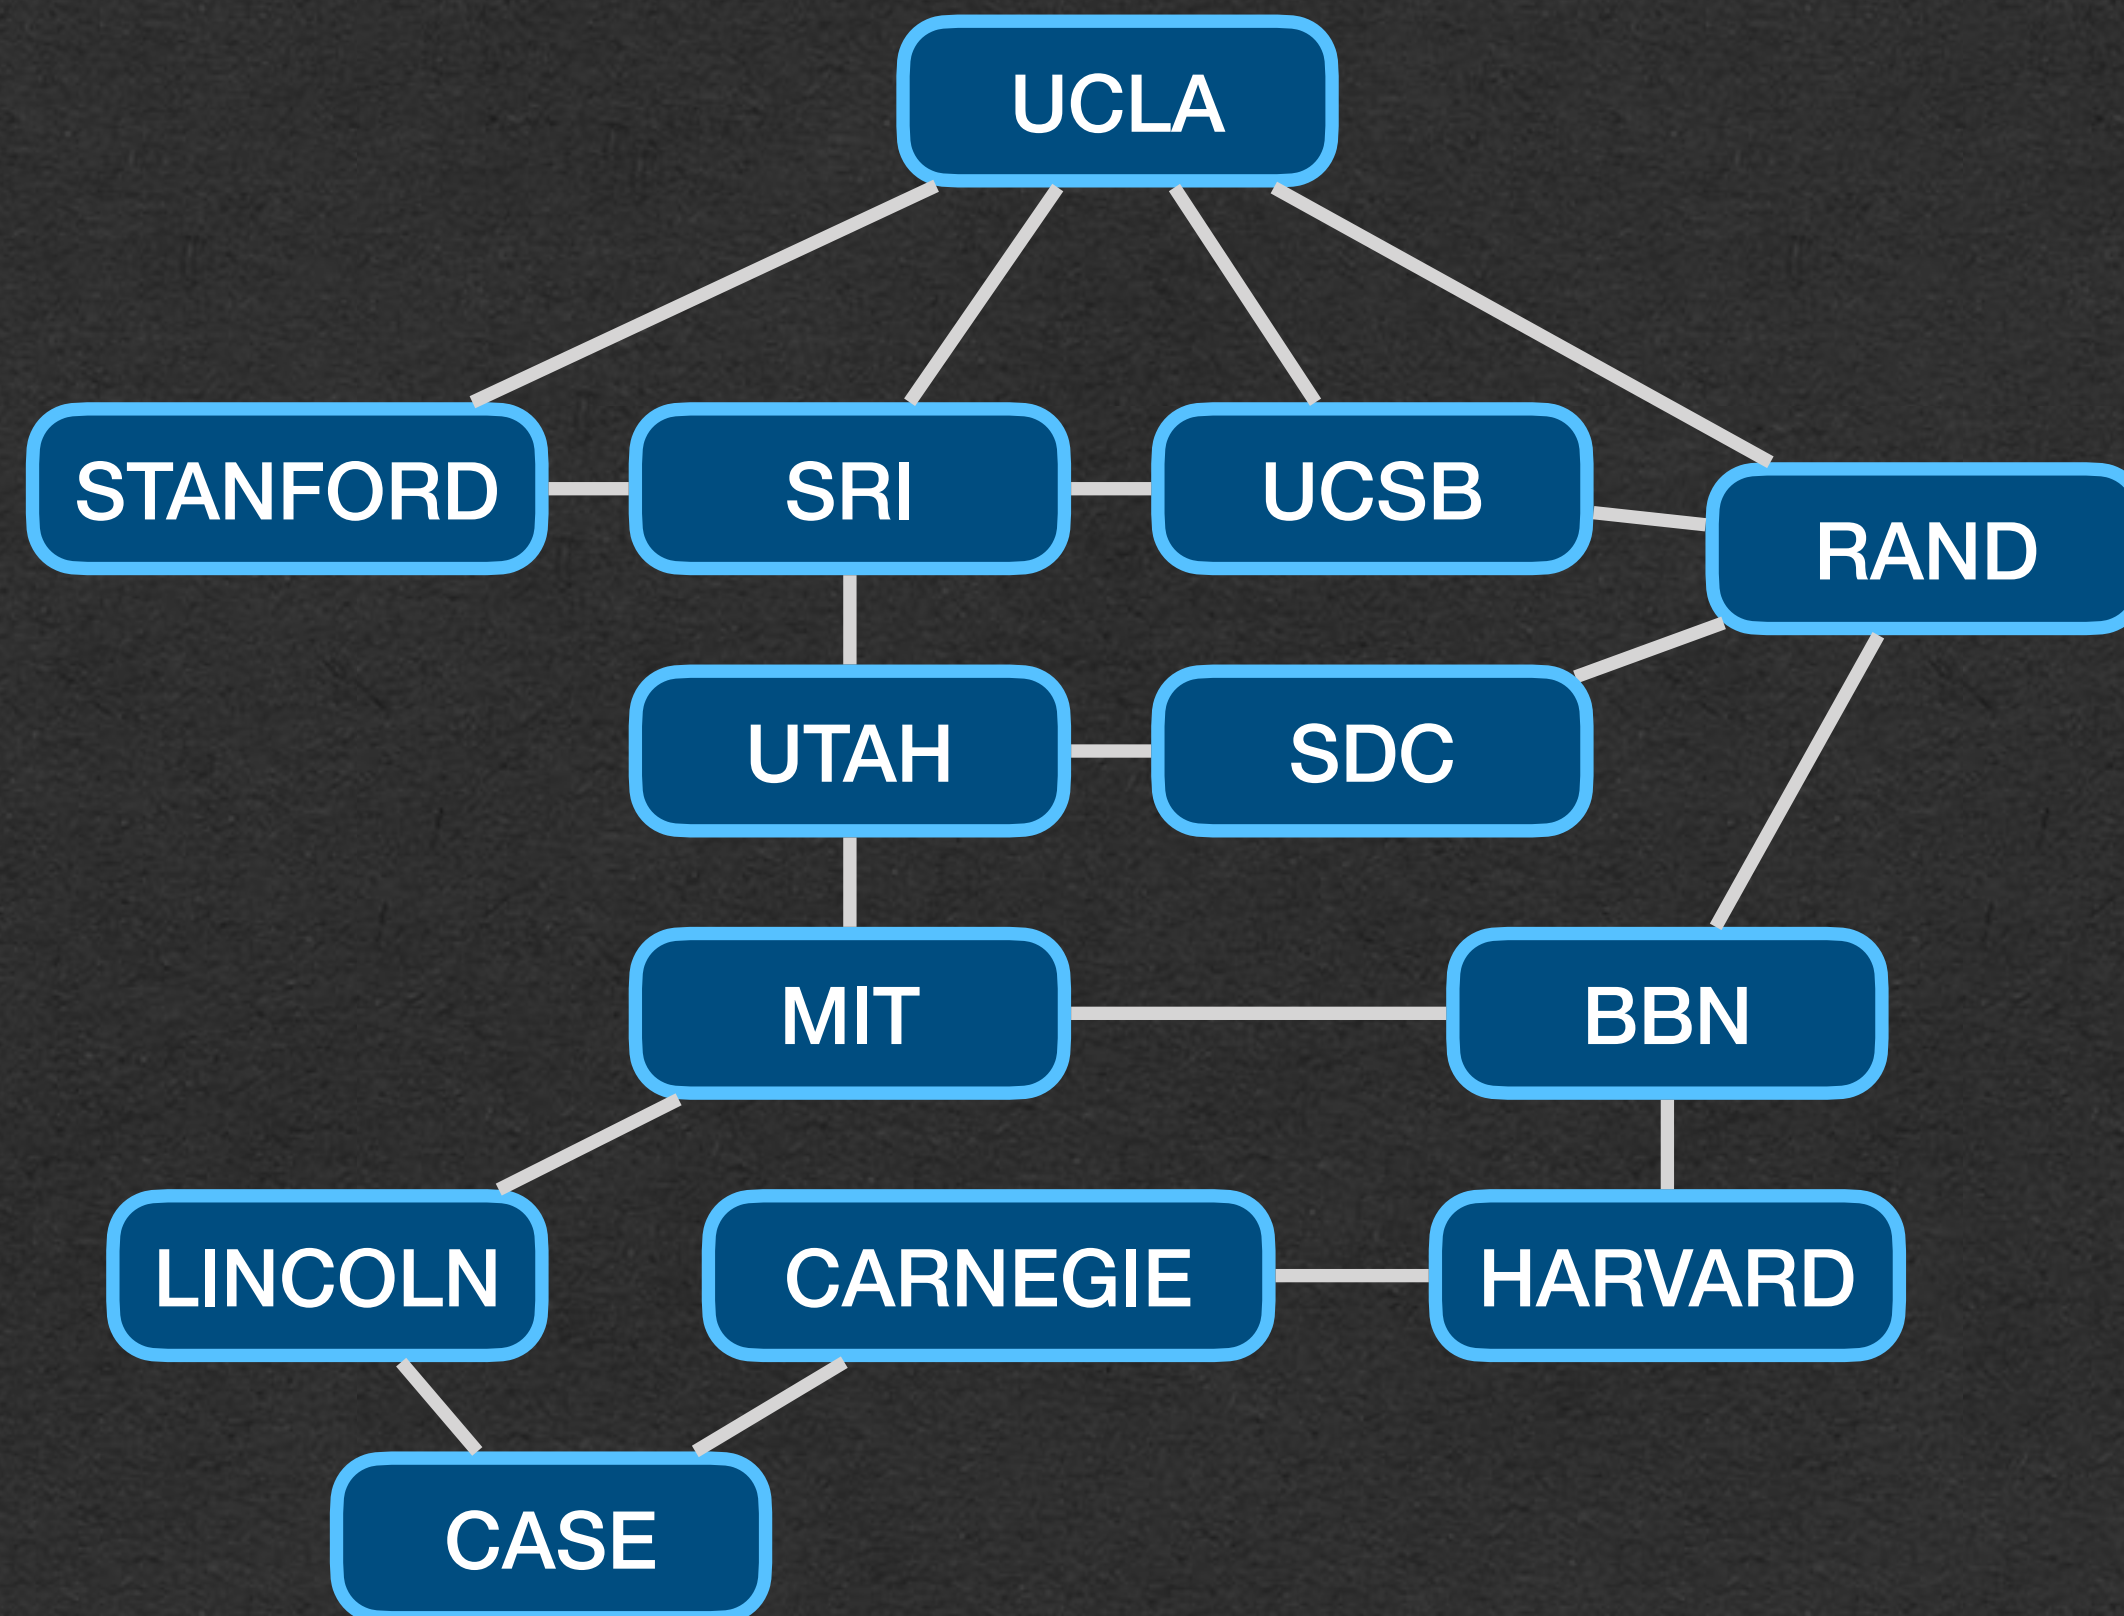 UCLA
STANFORD
SRI
UCSB
RAND
UTAH
SDC
MIT
BBN
LINCOLN
CARNEGIE
HARVARD
CASE